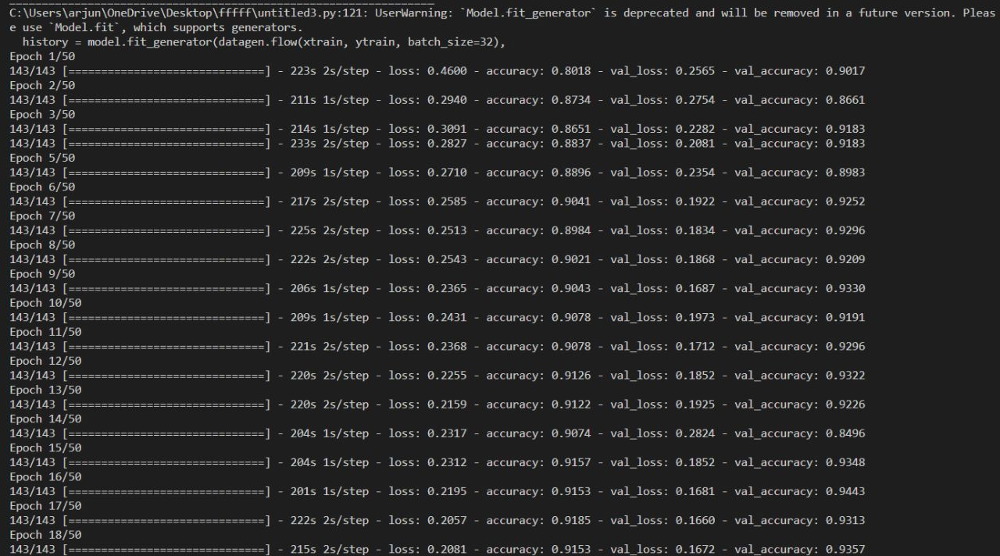 C:\Users\arjun\OneDrive\Desktop\fffff\untitled3.py:121: UserWarning: `Model.fit_generator` is deprecated and will be removed in a future version. Pleas
e use `Model.fit`, which supports generators.
  history = model.fit_generator(datagen.flow(xtrain, ytrain, batch_size=32),
Epoch 1/50
143/143 [==============================] - 223s 2s/step - loss: 0.4600 - accuracy: 0.8018 - val_loss: 0.2565 - val_accuracy: 0.9017
Epoch 2/50
143/143 [==============================] - 211s 1s/step - loss: 0.2940 - accuracy: 0.8734 - val_loss: 0.2754 - val_accuracy: 0.8661
Epoch 3/50
143/143 [==============================] - 214s 1s/step - loss: 0.3091 - accuracy: 0.8651 - val_loss: 0.2282 - val_accuracy: 0.9183
143/143 [==============================] - 233s 2s/step - loss: 0.2827 - accuracy: 0.8837 - val_loss: 0.2081 - val_accuracy: 0.9183
Epoch 5/50
143/143 [==============================] - 209s 1s/step - loss: 0.2710 - accuracy: 0.8896 - val_loss: 0.2354 - val_accuracy: 0.8983
Epoch 6/50
143/143 [==============================] - 217s 2s/step - loss: 0.2585 - accuracy: 0.9041 - val_loss: 0.1922 - val_accuracy: 0.9252
Epoch 7/50
143/143 [==============================] - 225s 2s/step - loss: 0.2513 - accuracy: 0.8984 - val_loss: 0.1834 - val_accuracy: 0.9296
Epoch 8/50
143/143 [==============================] - 222s 2s/step - loss: 0.2543 - accuracy: 0.9021 - val_loss: 0.1868 - val_accuracy: 0.9209
Epoch 9/50
143/143 [==============================] - 206s 1s/step - loss: 0.2365 - accuracy: 0.9043 - val_loss: 0.1687 - val_accuracy: 0.9330
Epoch 10/50
143/143 [==============================] - 209s 1s/step - loss: 0.2431 - accuracy: 0.9078 - val_loss: 0.1973 - val_accuracy: 0.9191
Epoch 11/50
143/143 [==============================] - 221s 2s/step - loss: 0.2368 - accuracy: 0.9078 - val_loss: 0.1712 - val_accuracy: 0.9296
Epoch 12/50
143/143 [==============================] - 220s 2s/step - loss: 0.2255 - accuracy: 0.9126 - val_loss: 0.1852 - val_accuracy: 0.9322
Epoch 13/50
143/143 [==============================] - 220s 2s/step - loss: 0.2159 - accuracy: 0.9122 - val_loss: 0.1925 - val_accuracy: 0.9226
Epoch 14/50
143/143 [==============================] - 204s 1s/step - loss: 0.2317 - accuracy: 0.9074 - val_loss: 0.2824 - val_accuracy: 0.8496
Epoch 15/50
143/143 [==============================] - 204s 1s/step - loss: 0.2312 - accuracy: 0.9157 - val_loss: 0.1852 - val_accuracy: 0.9348
Epoch 16/50
143/143 [==============================] - 201s 1s/step - loss: 0.2195 - accuracy: 0.9153 - val_loss: 0.1681 - val_accuracy: 0.9443
Epoch 17/50
143/143 [==============================] - 222s 2s/step - loss: 0.2057 - accuracy: 0.9185 - val_loss: 0.1660 - val_accuracy: 0.9313
Epoch 18/50
143/143 [==============================] - 215s 2s/step - loss: 0.2081 - accuracy: 0.9153 - val_loss: 0.1672 - val_accuracy: 0.9357